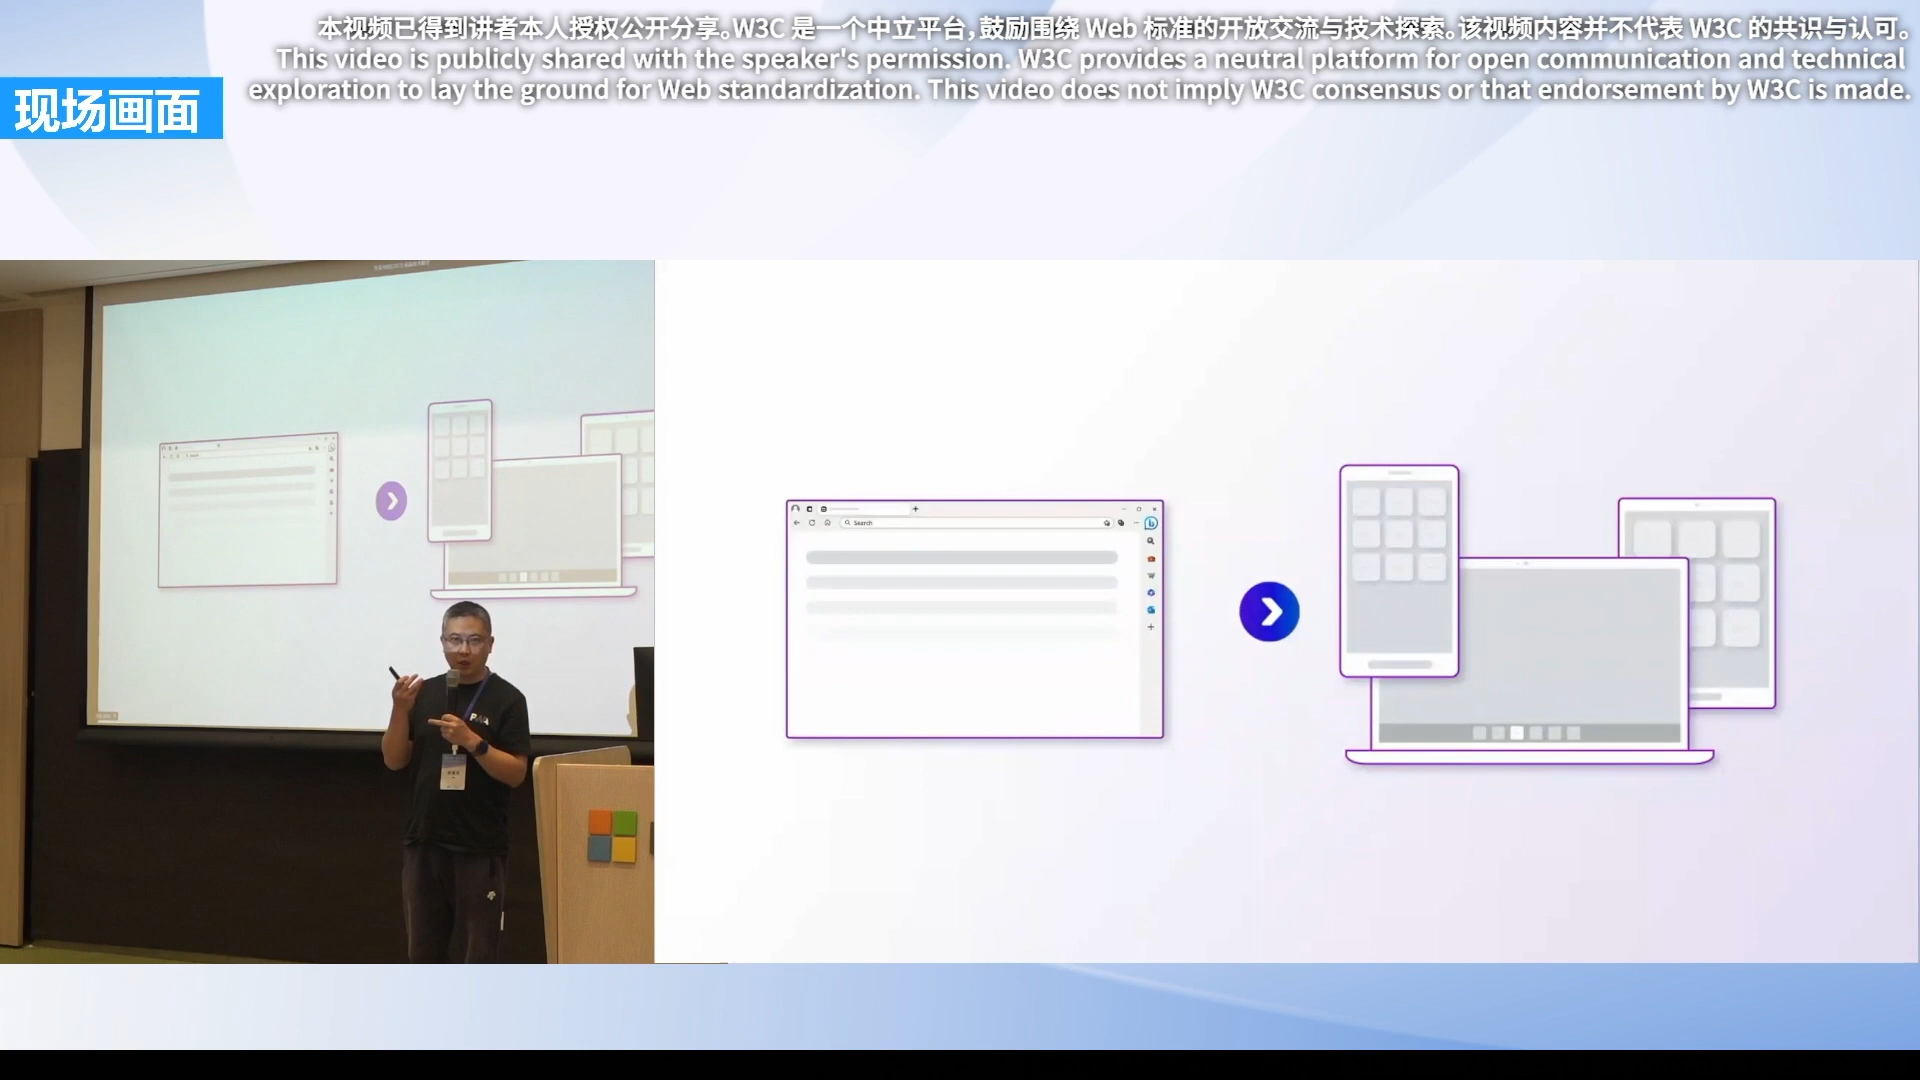 本视频已得到讲者本人授权公开分享。W3C 是一个中立平台，鼓励围绕 Web 标准的开放交流与技术探索。该视频内容并不代表 W3C 的共识与认可。
This video is publicly shared with the speaker's permission. W3C provides a neutral platform for open communication and technical
exploration to lay the ground for Web standardization. This video does not imply W3C consensus or that endorsement by W3C is made.
现场画面
Search